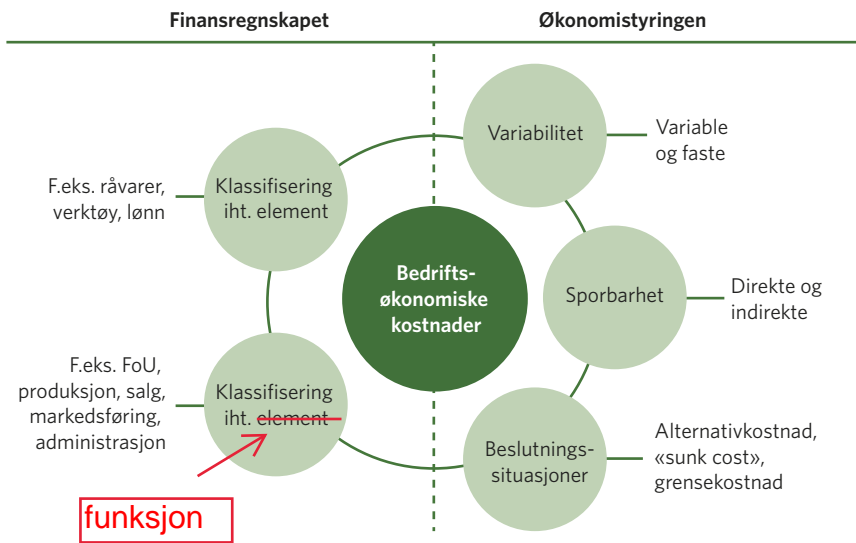 Finansregnskapet
Økonomistyringen
Variabilitet
Variable
og faste
F.eks. råvarer,
verktøy, lønn
Klassifisering
iht. element
Bedrifts-
økonomiske
kostnader
Sporbarhet
Direkte og
indirekte
F.eks. FoU,
produksjon, salg,
markedsføring,
administrasjon
Klassifisering
iht. element
Beslutnings-
situasjoner
Alternativkostnad,
«sunk cost»,
grensekostnad
funksjon